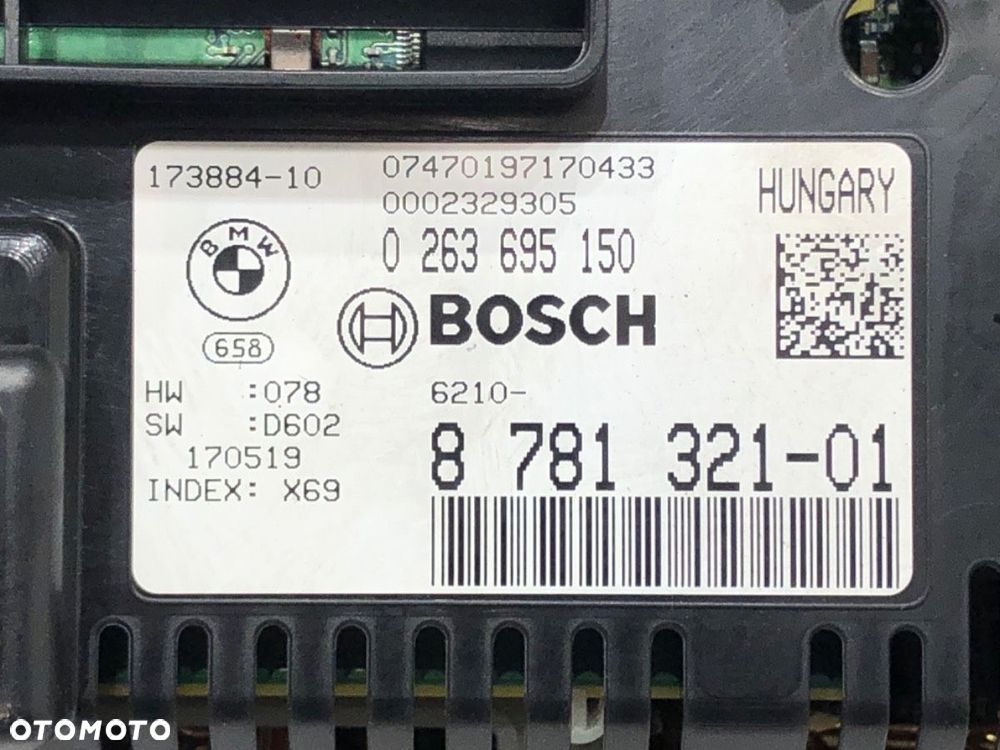 173884-10
07470197170433
0002329305
HUNGARY
0 263 695 150
BMW
BOSCH
658
HW :078
6210-
SW :D602
8 781 321-01
170519
INDEX: X69
OTOMOTO